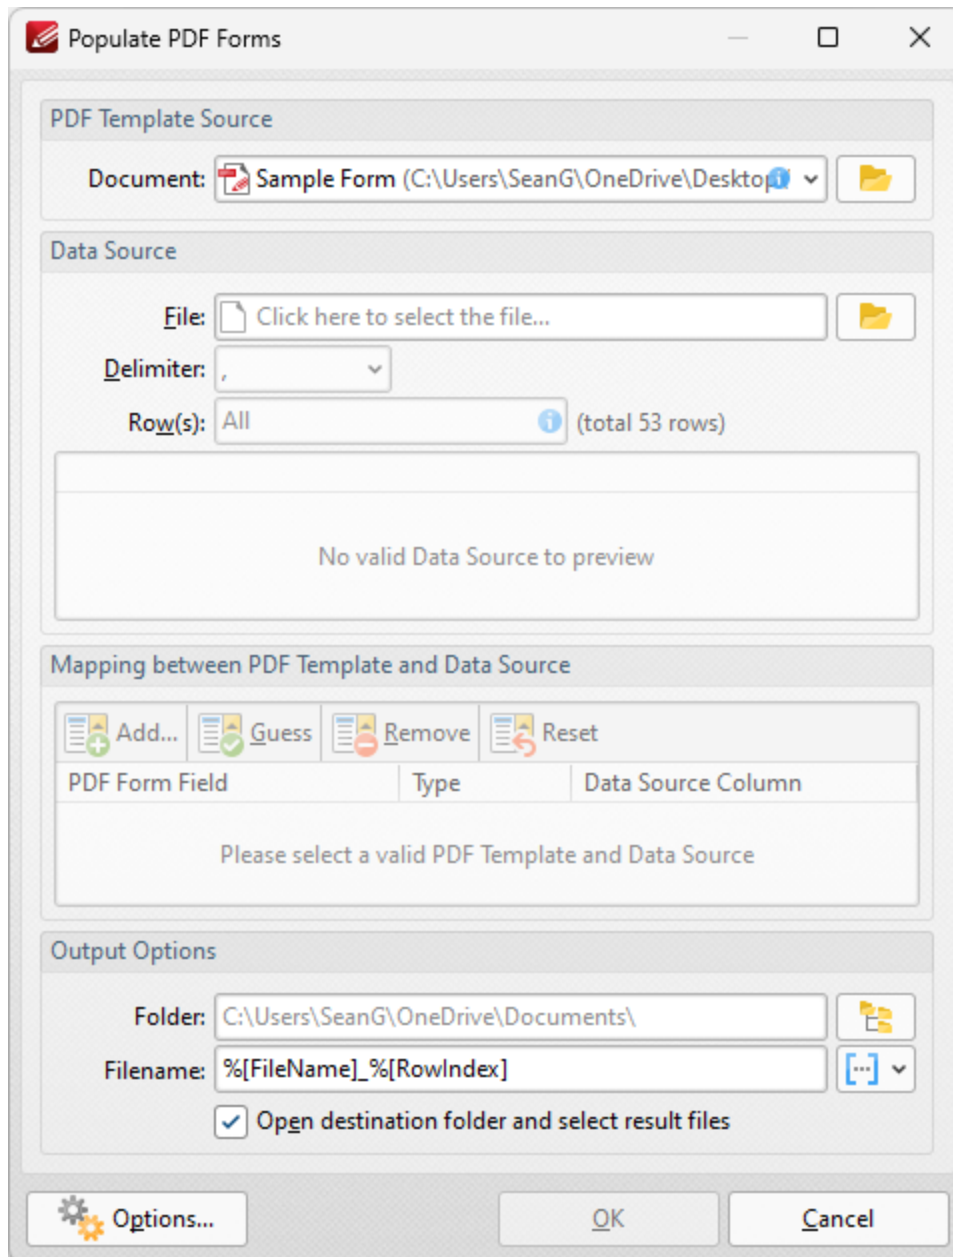 Populate PDF Forms
PDF Template Source
Document: Sample Form (C:\Users\SeanG\OneDrive\Desktop
Data Source
File: Click here to select the file...
Delimiter: ,
Row(s): All (total 53 rows)
No valid Data Source to preview
Mapping between PDF Template and Data Source
Add... Guess Remove Reset
PDF Form Field Type Data Source Column
Please select a valid PDF Template and Data Source
Output Options
Folder: C:\Users\SeanG\OneDrive\Documents\
Filename: %[FileName]_%[RowIndex]
Open destination folder and select result files
Options... OK Cancel